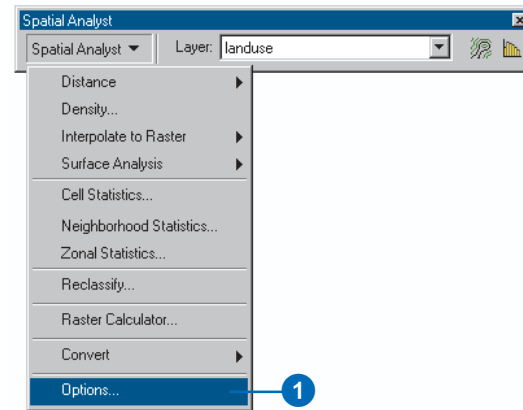 Spatial Analyst
Spatial Analyst Layer: landuse
Distance
Density...
Interpolate to Raster
Surface Analysis
Cell Statistics...
Neighborhood Statistics...
Zonal Statistics...
Reclassify...
Raster Calculator...
Convert
Options... 1